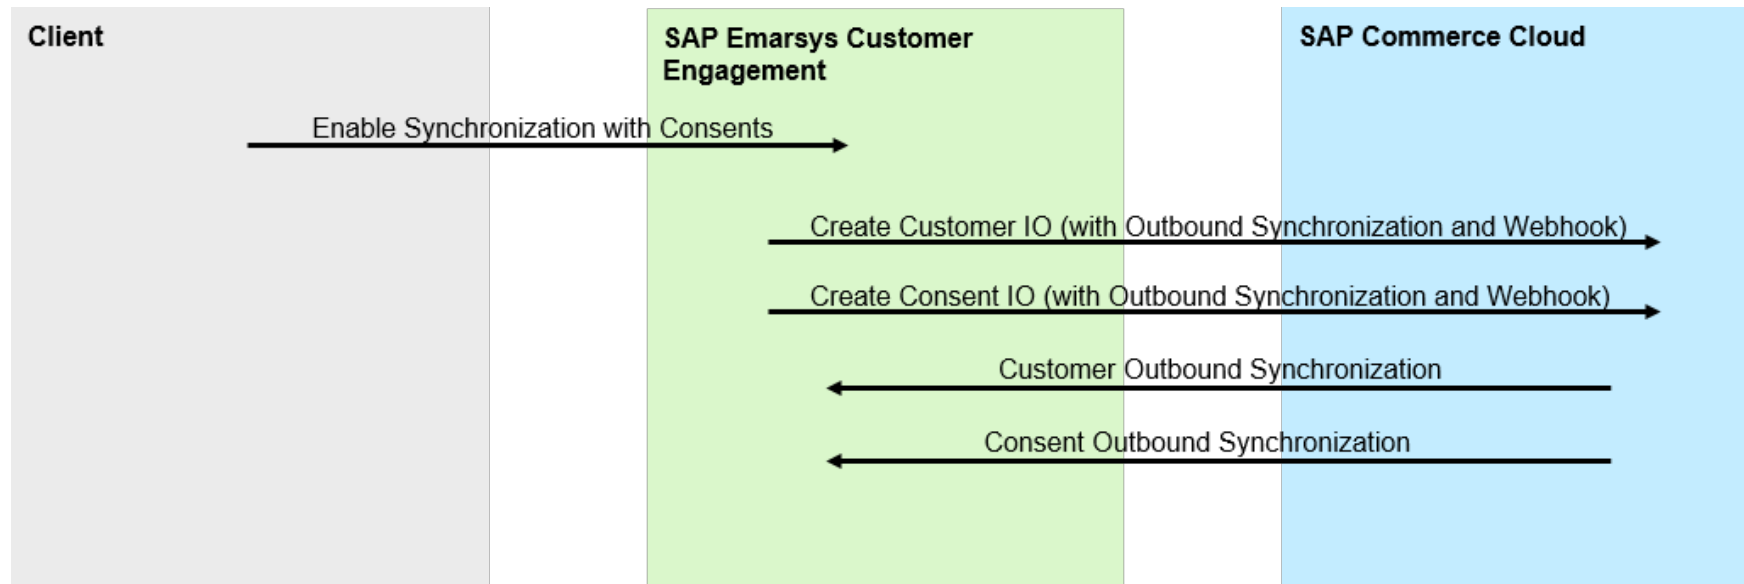 Client
SAP Emarsys Customer
Engagement
SAP Commerce Cloud
Enable Synchronization with Consents
Create Customer IO (with Outbound Synchronization and Webhook)
Create Consent IO (with Outbound Synchronization and Webhook)
Customer Outbound Synchronization
Consent Outbound Synchronization